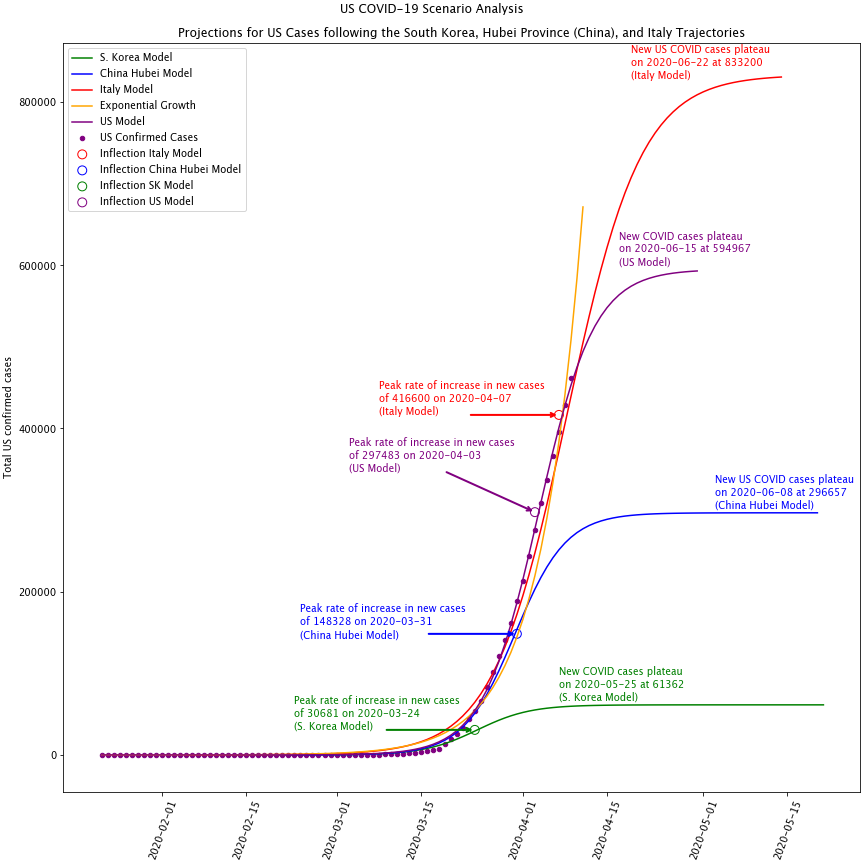 US COVID-19 Scenario Analysis
Projections for US Cases following the South Korea, Hubei Province (China), and Italy Trajectories
S. Korea Model
China Hubei Model
Italy Model
Exponential Growth
US Model
US Confirmed Cases
Inflection Italy Model
Inflection China Hubei Model
Inflection SK Model
Inflection US Model
New US COVID cases plateau
on 2020-06-22 at 833200
(Italy Model)
New COVID cases plateau
on 2020-06-15 at 594967
(US Model)
Peak rate of increase in new cases
of 416600 on 2020-04-07
(Italy Model)
Peak rate of increase in new cases
of 297483 on 2020-04-03
(US Model)
New US COVID cases plateau
on 2020-06-08 at 296657
(China Hubei Model)
Peak rate of increase in new cases
of 148328 on 2020-03-31
(China Hubei Model)
New COVID cases plateau
on 2020-05-25 at 61362
(S. Korea Model)
Peak rate of increase in new cases
of 30681 on 2020-03-24
(S. Korea Model)
Total US confirmed cases
800000
600000
400000
200000
0
2020-02-01
2020-02-15
2020-03-01
2020-03-15
2020-04-01
2020-04-15
2020-05-01
2020-05-15